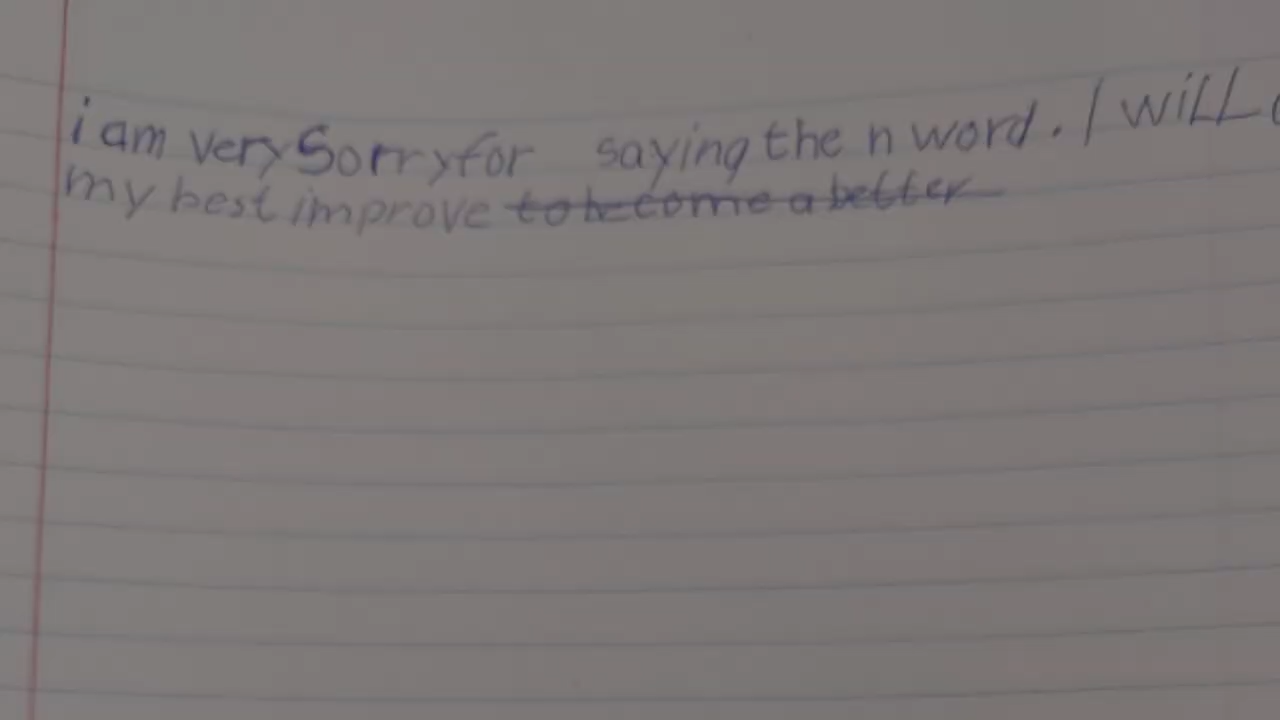 i am very Sorry for saying the n word. I will
my best improve to become a better